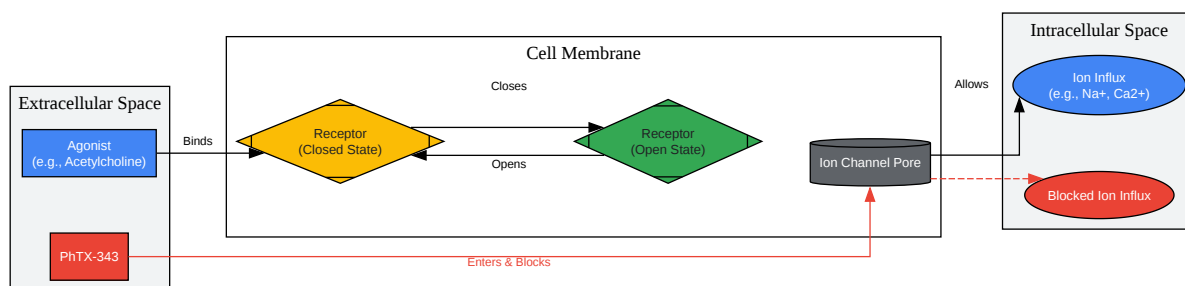 Extracellular Space
Agonist
(e.g., Acetylcholine)
PhTX-343
Binds
Cell Membrane
Closes
Receptor
(Closed State)
Opens
Receptor
(Open State)
Ion Channel Pore
Enters & Blocks
Allows
Intracellular Space
Ion Influx
(e.g., Na+, Ca2+)
Blocked Ion Influx